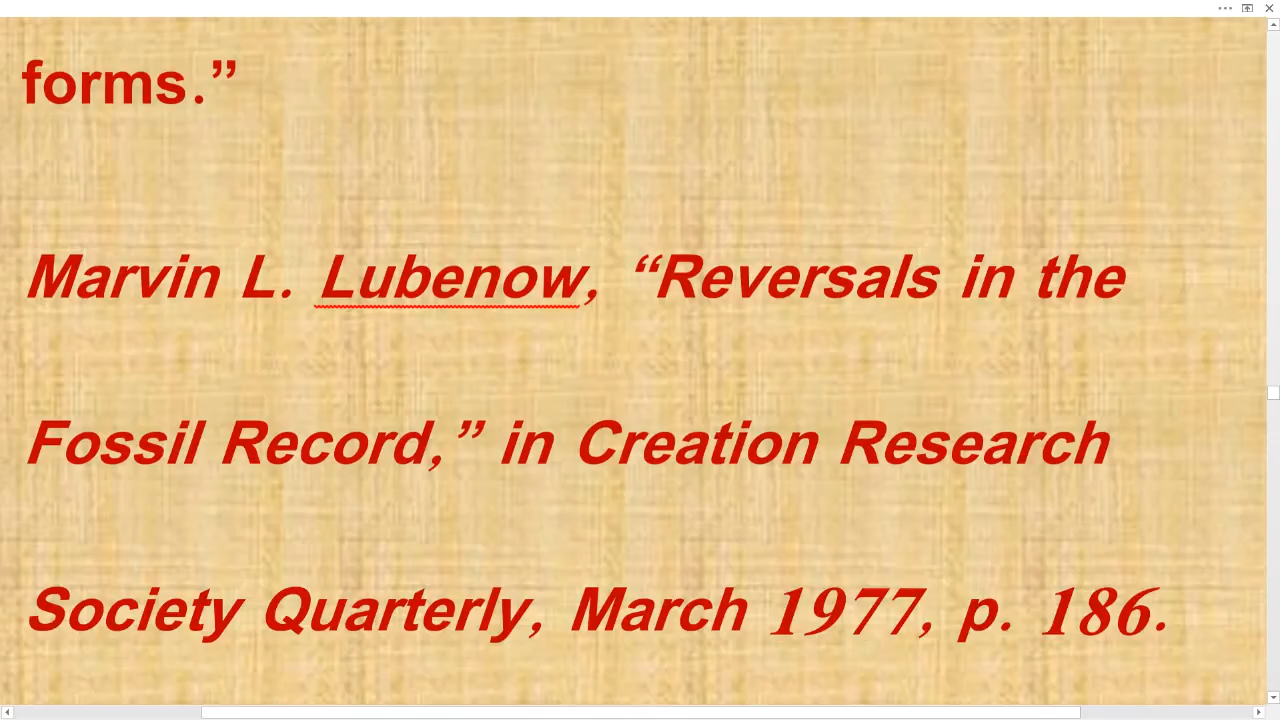 forms.”
Marvin L. Lubenow, “Reversals in the
Fossil Record,” in Creation Research
Society Quarterly, March 1977, p. 186.